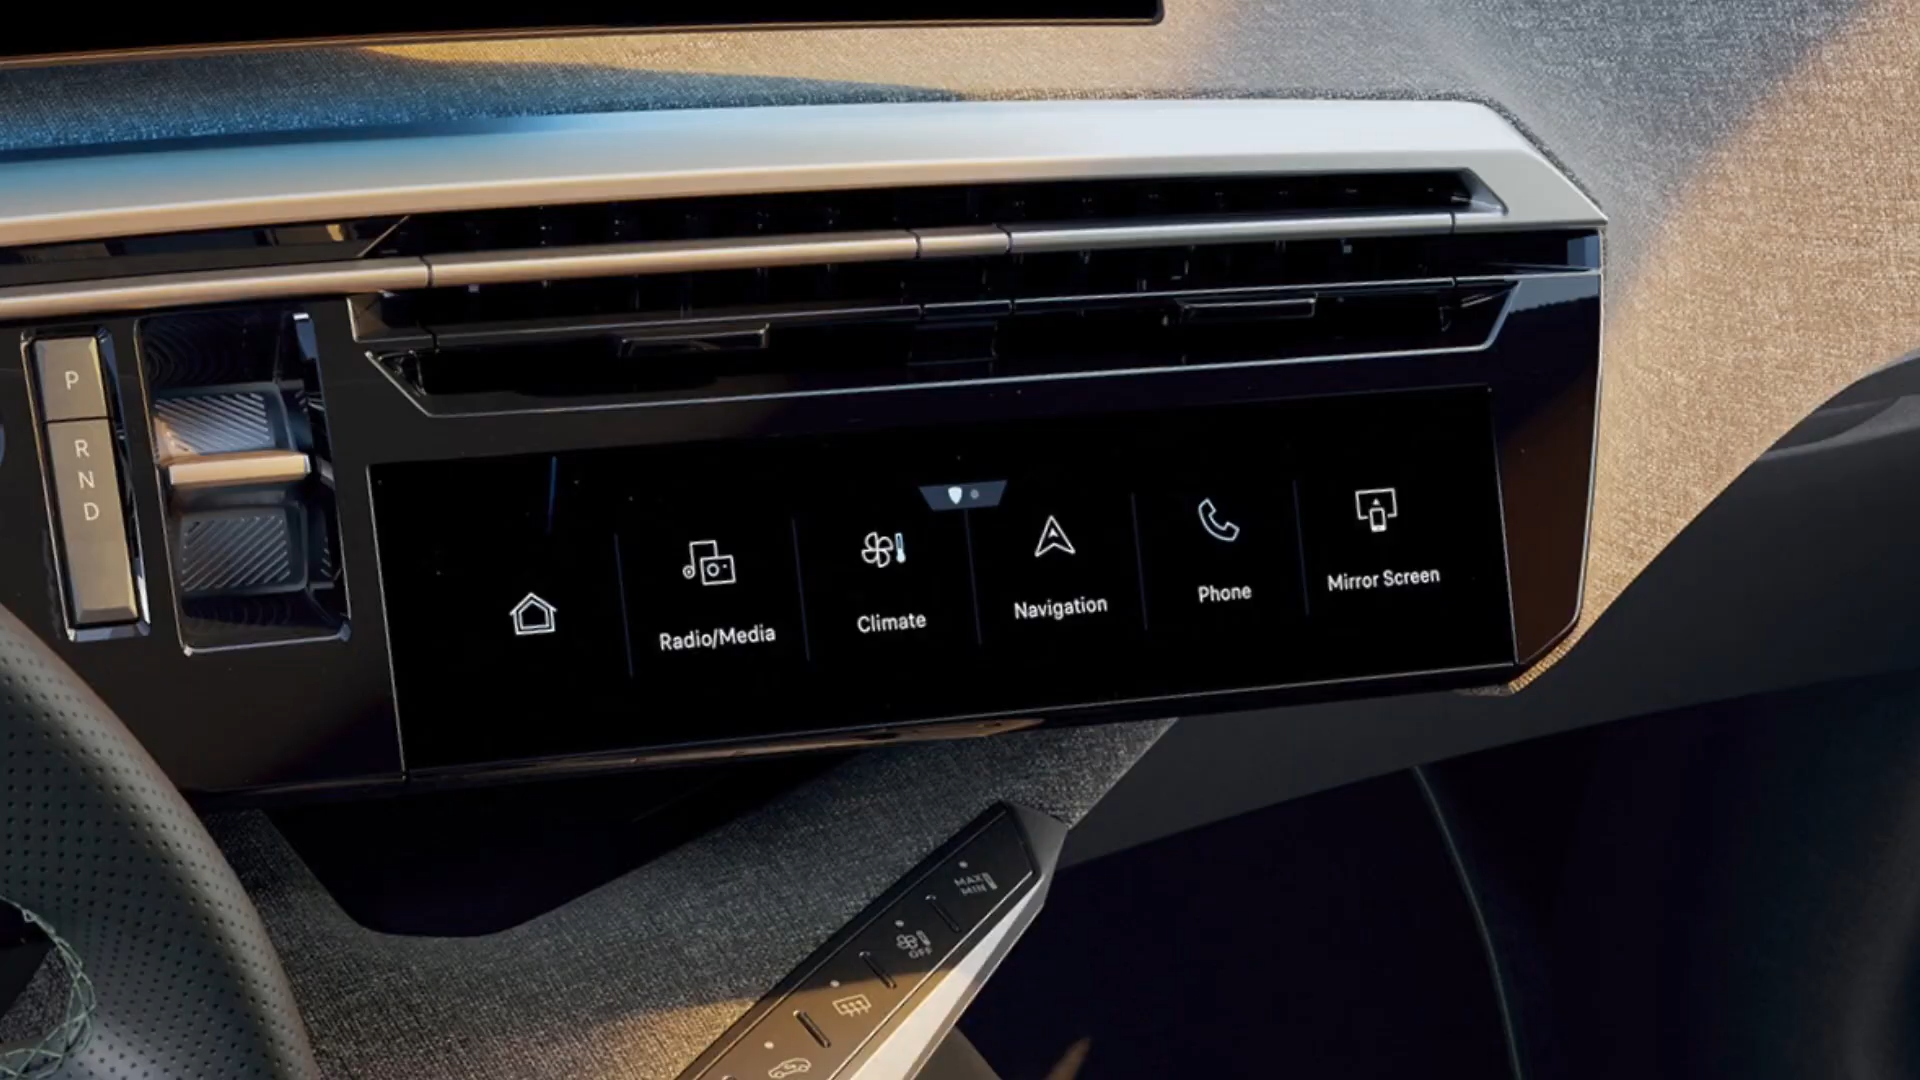 P
R
N
D
Radio/Media
Climate
Navigation
Phone
Mirror Screen
MAX
MIN
OFF